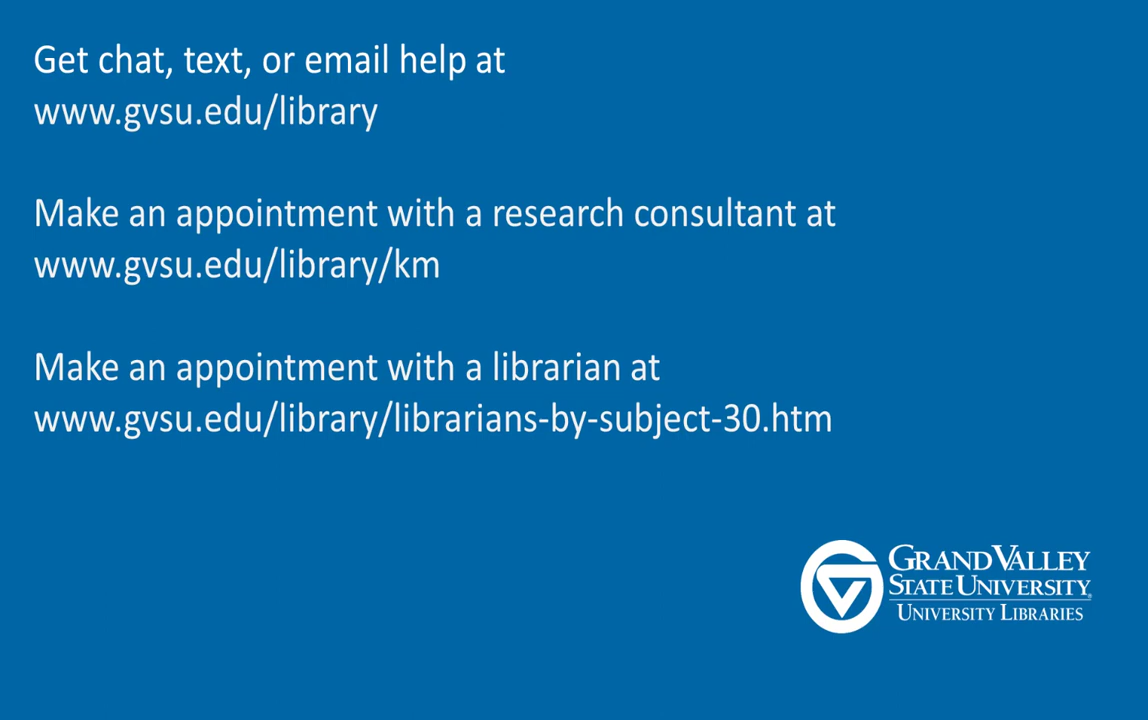 Get chat, text, or email help at
www.gvsu.edu/library
Make an appointment with a research consultant at
www.gvsu.edu/library/km
Make an appointment with a librarian at
www.gvsu.edu/library/librarians-by-subject-30.htm
GRAND VALLEY
STATE UNIVERSITY®
UNIVERSITY LIBRARIES